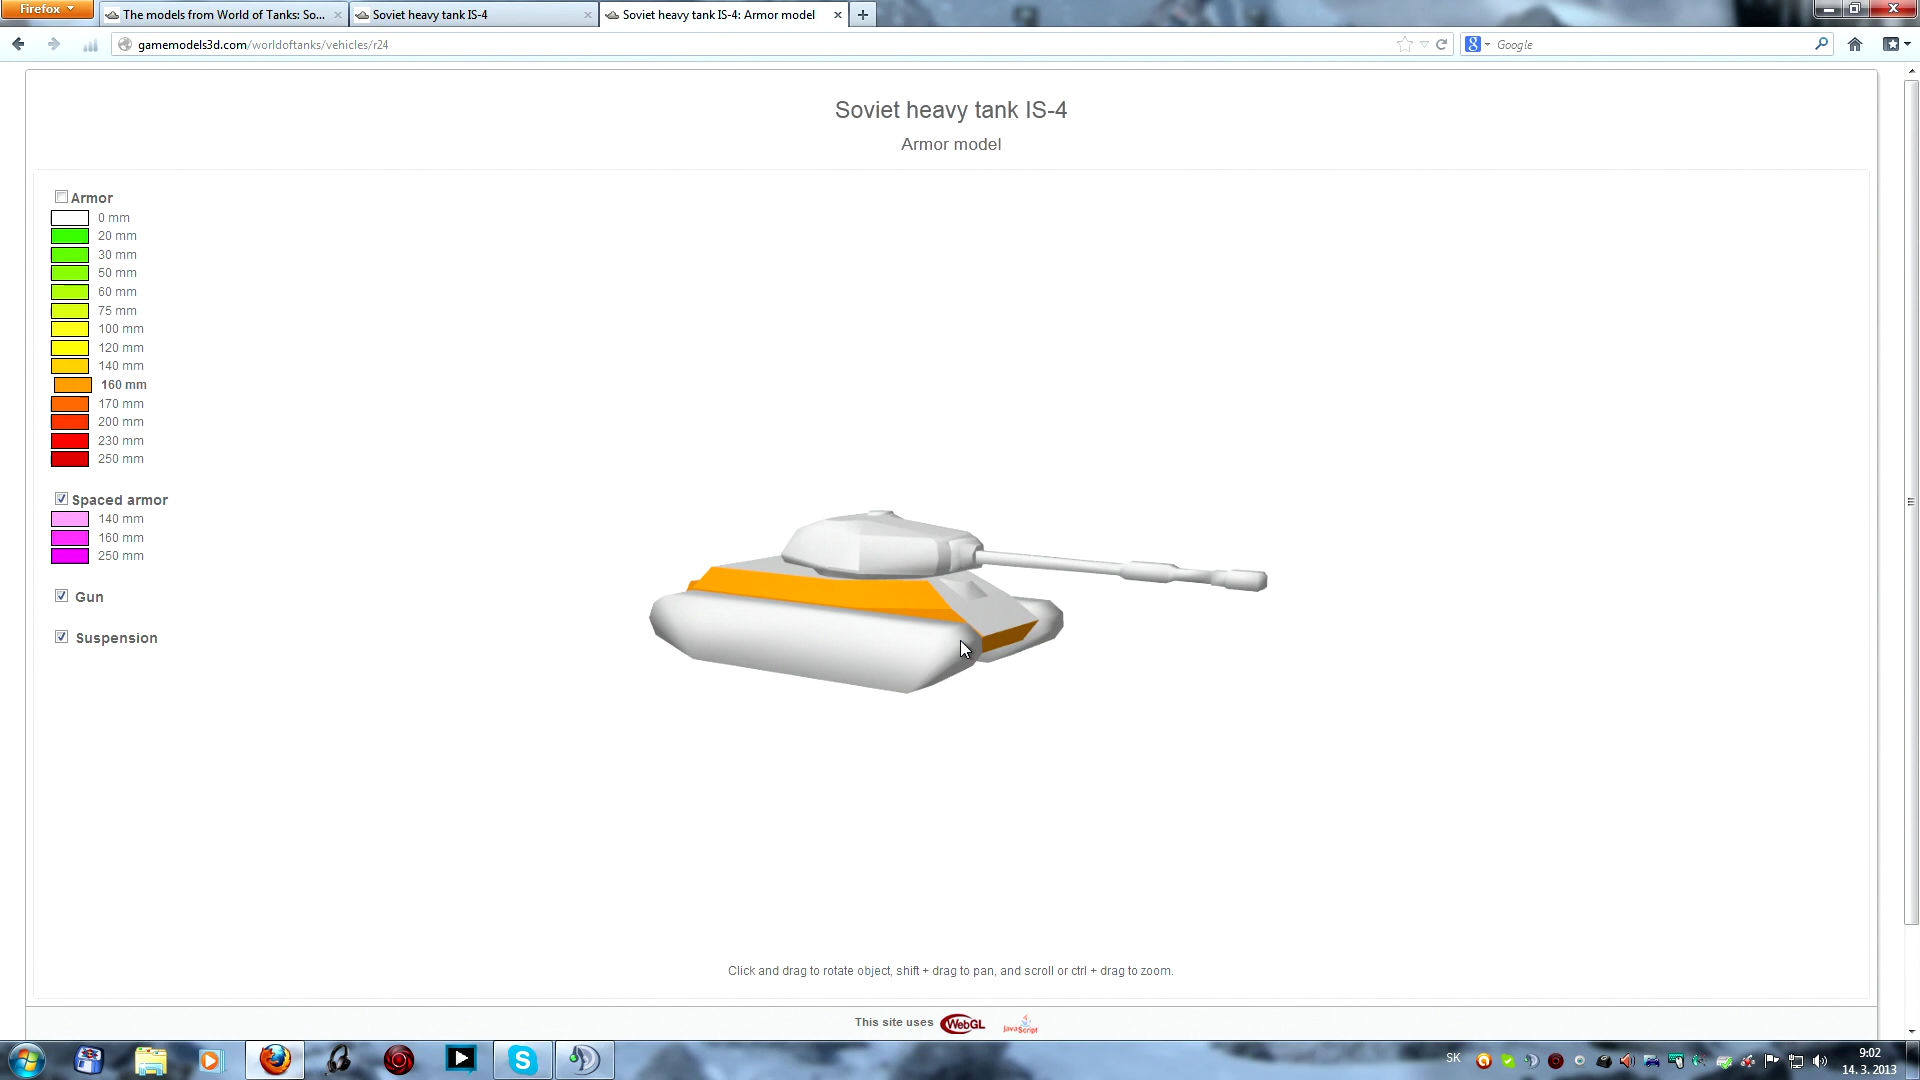 Firefox
The models from World of Tanks: So...
Soviet heavy tank IS-4
Soviet heavy tank IS-4: Armor model
gamemodels3d.com/worldoftanks/vehicles/r24
Google
Soviet heavy tank IS-4
Armor model
Armor
0 mm
20 mm
30 mm
50 mm
60 mm
75 mm
100 mm
120 mm
140 mm
160 mm
170 mm
200 mm
230 mm
250 mm
Spaced armor
140 mm
160 mm
250 mm
Gun
Suspension
Click and drag to rotate object, shift + drag to pan, and scroll or ctrl + drag to zoom.
This site uses WebGL JavaScript
SK
9:02
14. 3. 2013